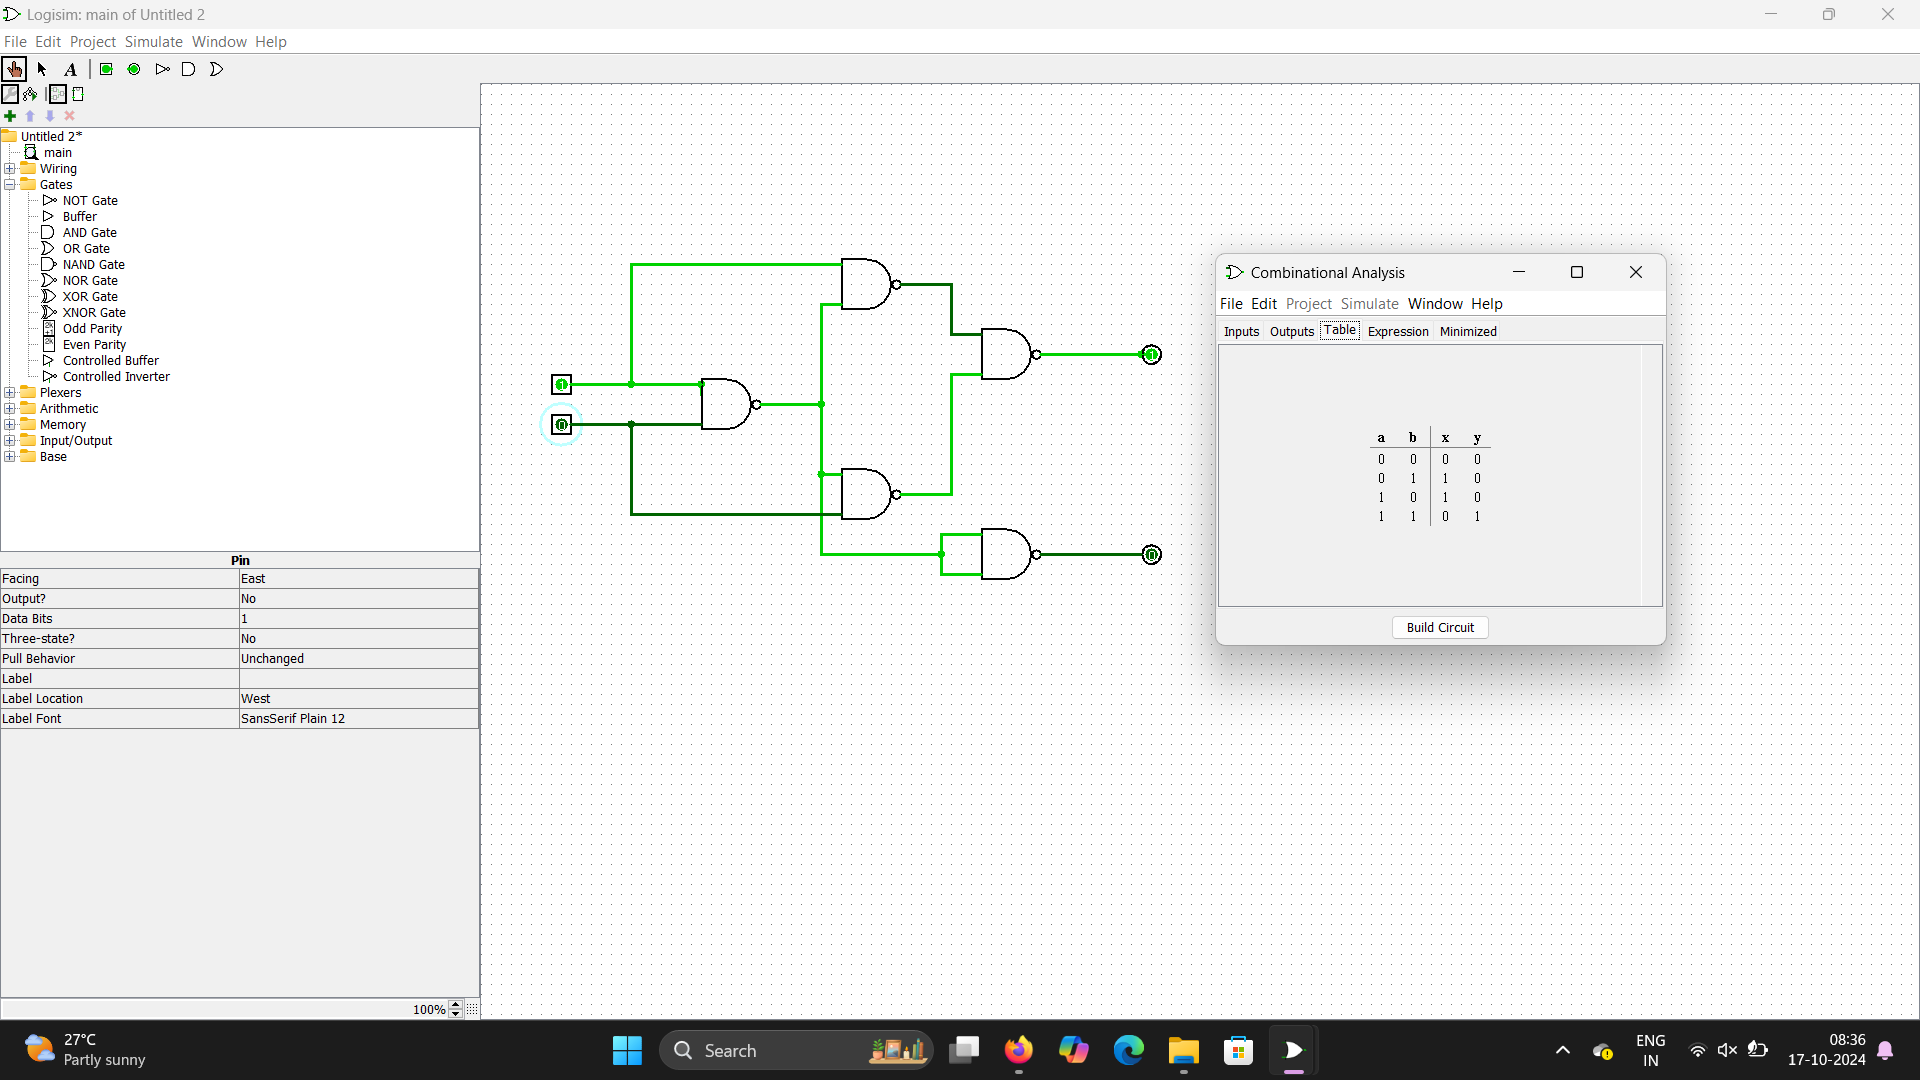 Logisim: main of Untitled 2
File Edit Project Simulate Window Help
A
Untitled 2*
main
Wiring
Gates
NOT Gate
Buffer
AND Gate
OR Gate
NAND Gate
NOR Gate
XOR Gate
XNOR Gate
Odd Parity
Even Parity
Controlled Buffer
Controlled Inverter
Plexers
Arithmetic
Memory
Input/Output
Base
Pin
Facing East
Output? No
Data Bits 1
Three-state? No
Pull Behavior Unchanged
Label
Label Location West
Label Font SansSerif Plain 12
100%
1
0
1
0
Combinational Analysis
File Edit Project Simulate Window Help
Inputs Outputs Table Expression Minimized
a b x y
0 0 0 0
0 1 1 0
1 0 1 0
1 1 0 1
Build Circuit
27°C
Partly sunny
Search
ENG
IN
08:36
17-10-2024